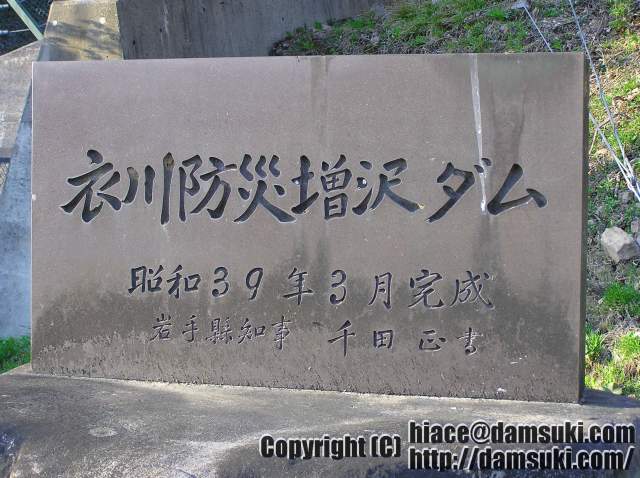 衣川防災増沢ダム
昭和39年3月完成
岩手縣知事 千田正書
Copyright (C) hiace@damsuki.com
http://damsuki.com/